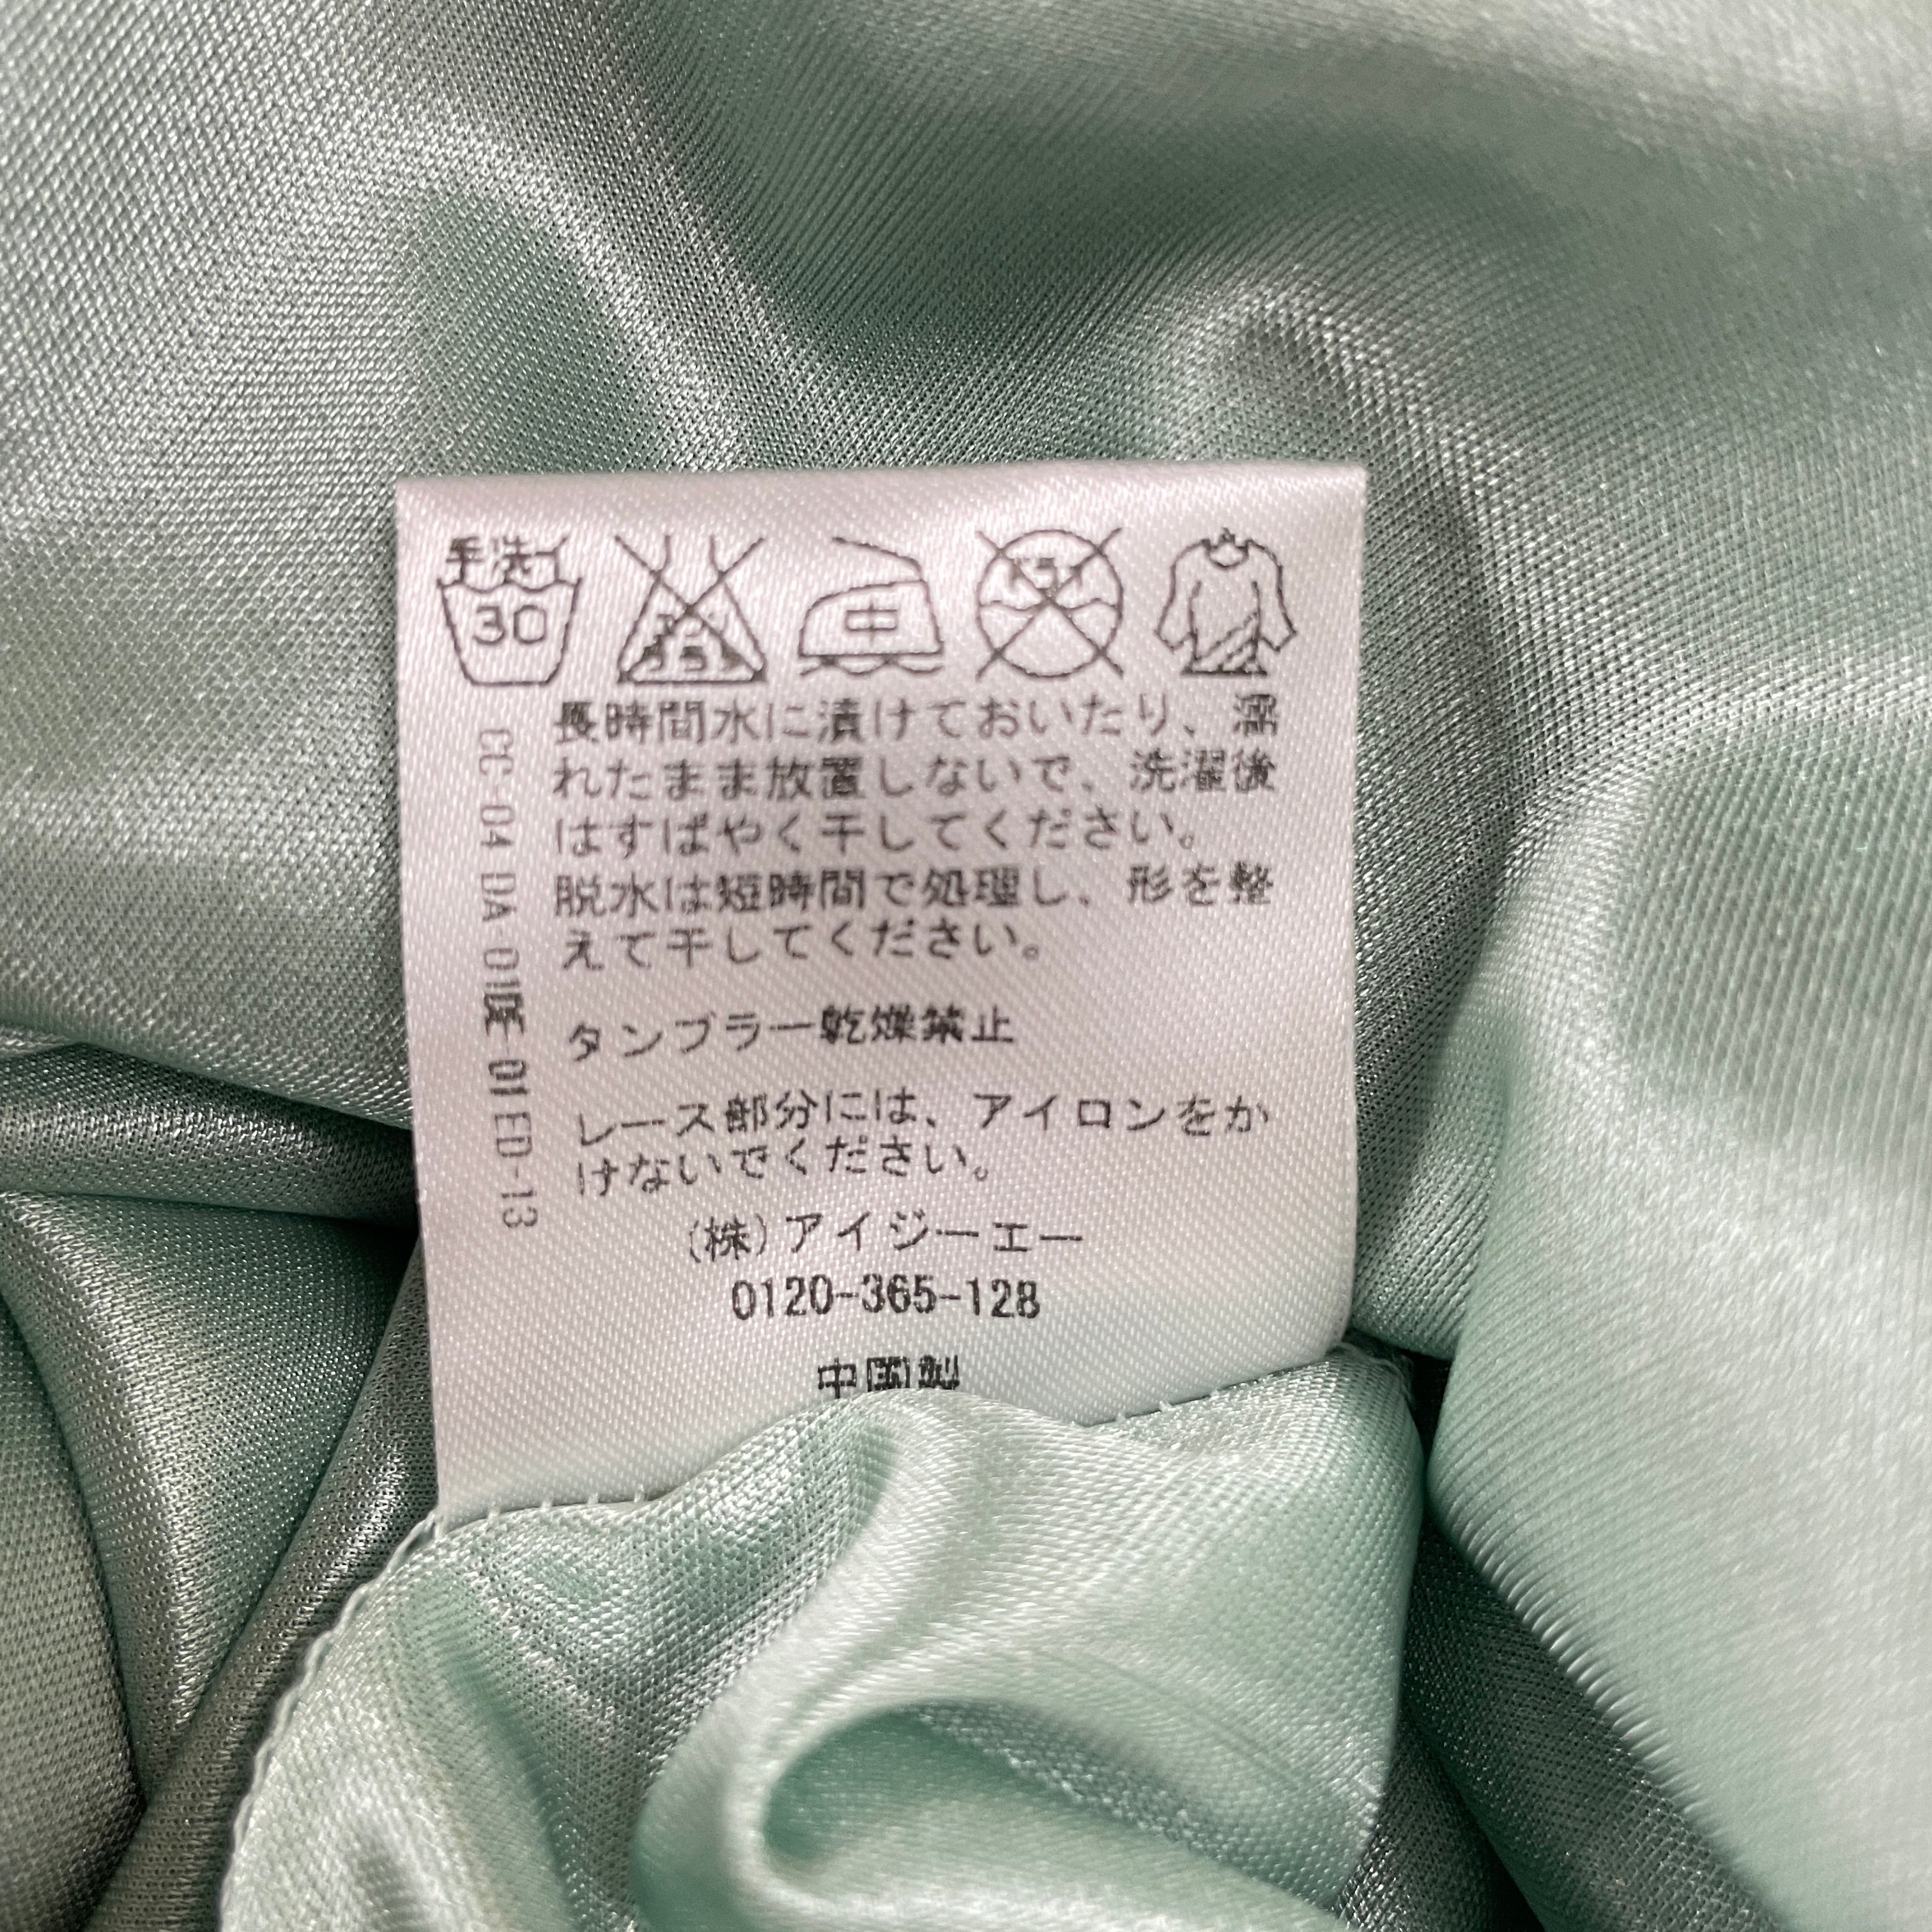 手洗
30
中
長時間水に漬けておいたり、濡
れたまま放置しないで、洗濯後
はすばやく干してください。
脱水は短時間で処理し、形を整
えて干してください。
タンブラー乾燥禁止
レース部分には、アイロンをか
けないでください。
(株)アイジーエー
0120-365-128
中国製
CC-04 DA-01 01 ED-13